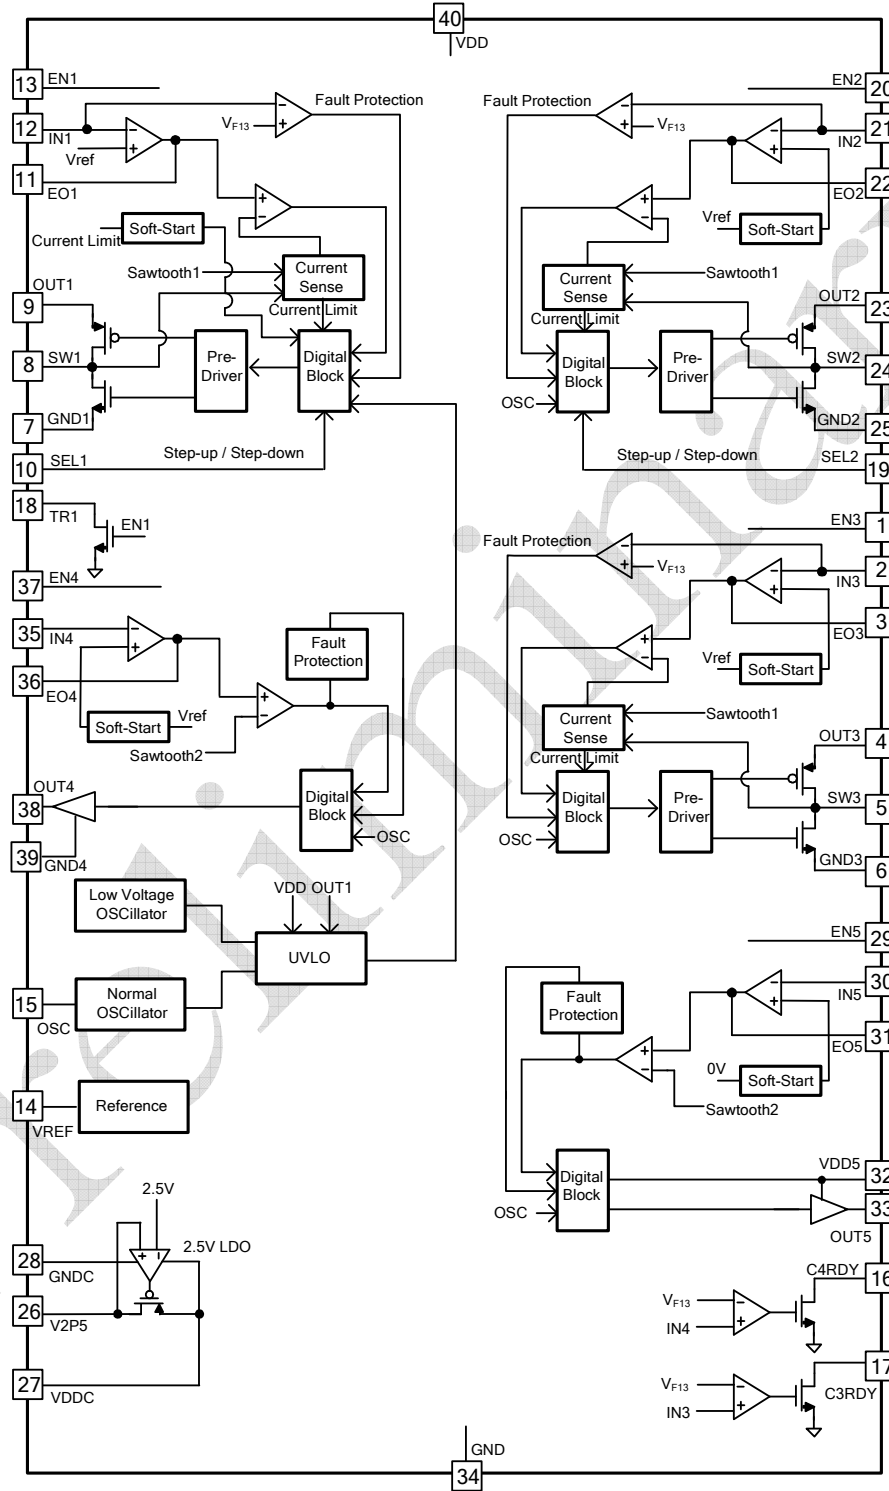 40
VDD
13
EN1
12
IN1
Vref
11
EO1
VF13
Fault Protection
Soft-Start
Current Limit
Sawtooth1
Current Sense
Current Limit
OUT1
9
SW1
8
GND1
7
Pre-Driver
Digital Block
10
SEL1
Step-up / Step-down
18
TR1
EN1
37
EN4
35
IN4
36
EO4
Soft-Start
Vref
Sawtooth2
Fault Protection
OUT4
38
39
GND4
Digital Block
OSC
Low Voltage OSCillator
VDD OUT1
UVLO
15
OSC
Normal OSCillator
14
VREF
Reference
2.5V
2.5V LDO
28
GNDC
26
V2P5
27
VDDC
EN2
20
Fault Protection
VF13
21
IN2
22
EO2
Vref
Soft-Start
Current Sense
Sawtooth1
Current Limit
OUT2
23
SW2
24
GND2
25
Digital Block
Pre-Driver
OSC
Step-up / Step-down
SEL2
19
EN3
1
Fault Protection
VF13
2
IN3
3
EO3
Vref
Soft-Start
Current Sense
Sawtooth1
Current Limit
OUT3
4
SW3
5
GND3
6
Digital Block
Pre-Driver
OSC
EN5
29
30
IN5
31
EO5
Fault Protection
0V
Soft-Start
Sawtooth2
Digital Block
OSC
VDD5
32
33
OUT5
C4RDY
16
VF13
IN4
17
C3RDY
VF13
IN3
GND
34